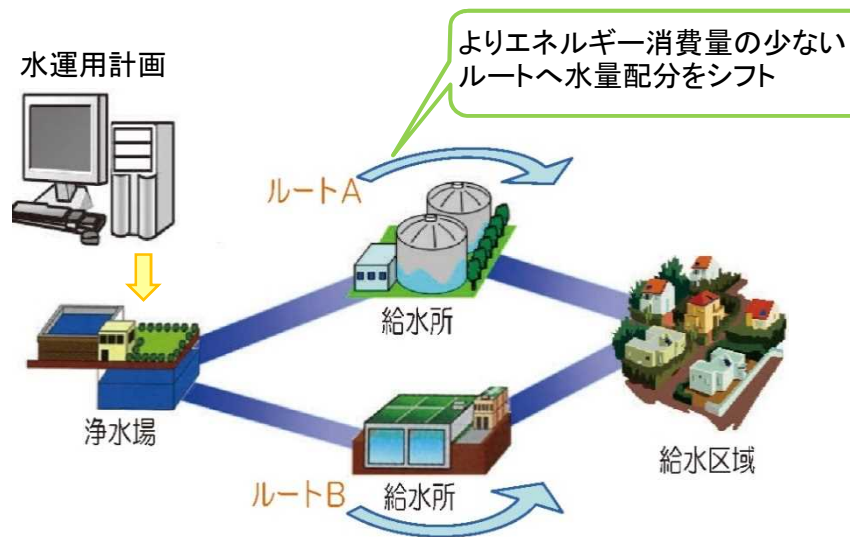 よりエネルギー消費量の少ない
ルートへ水量配分をシフト
水運用計画
ルートA
給水所
浄水場
給水区域
ルートB
給水所